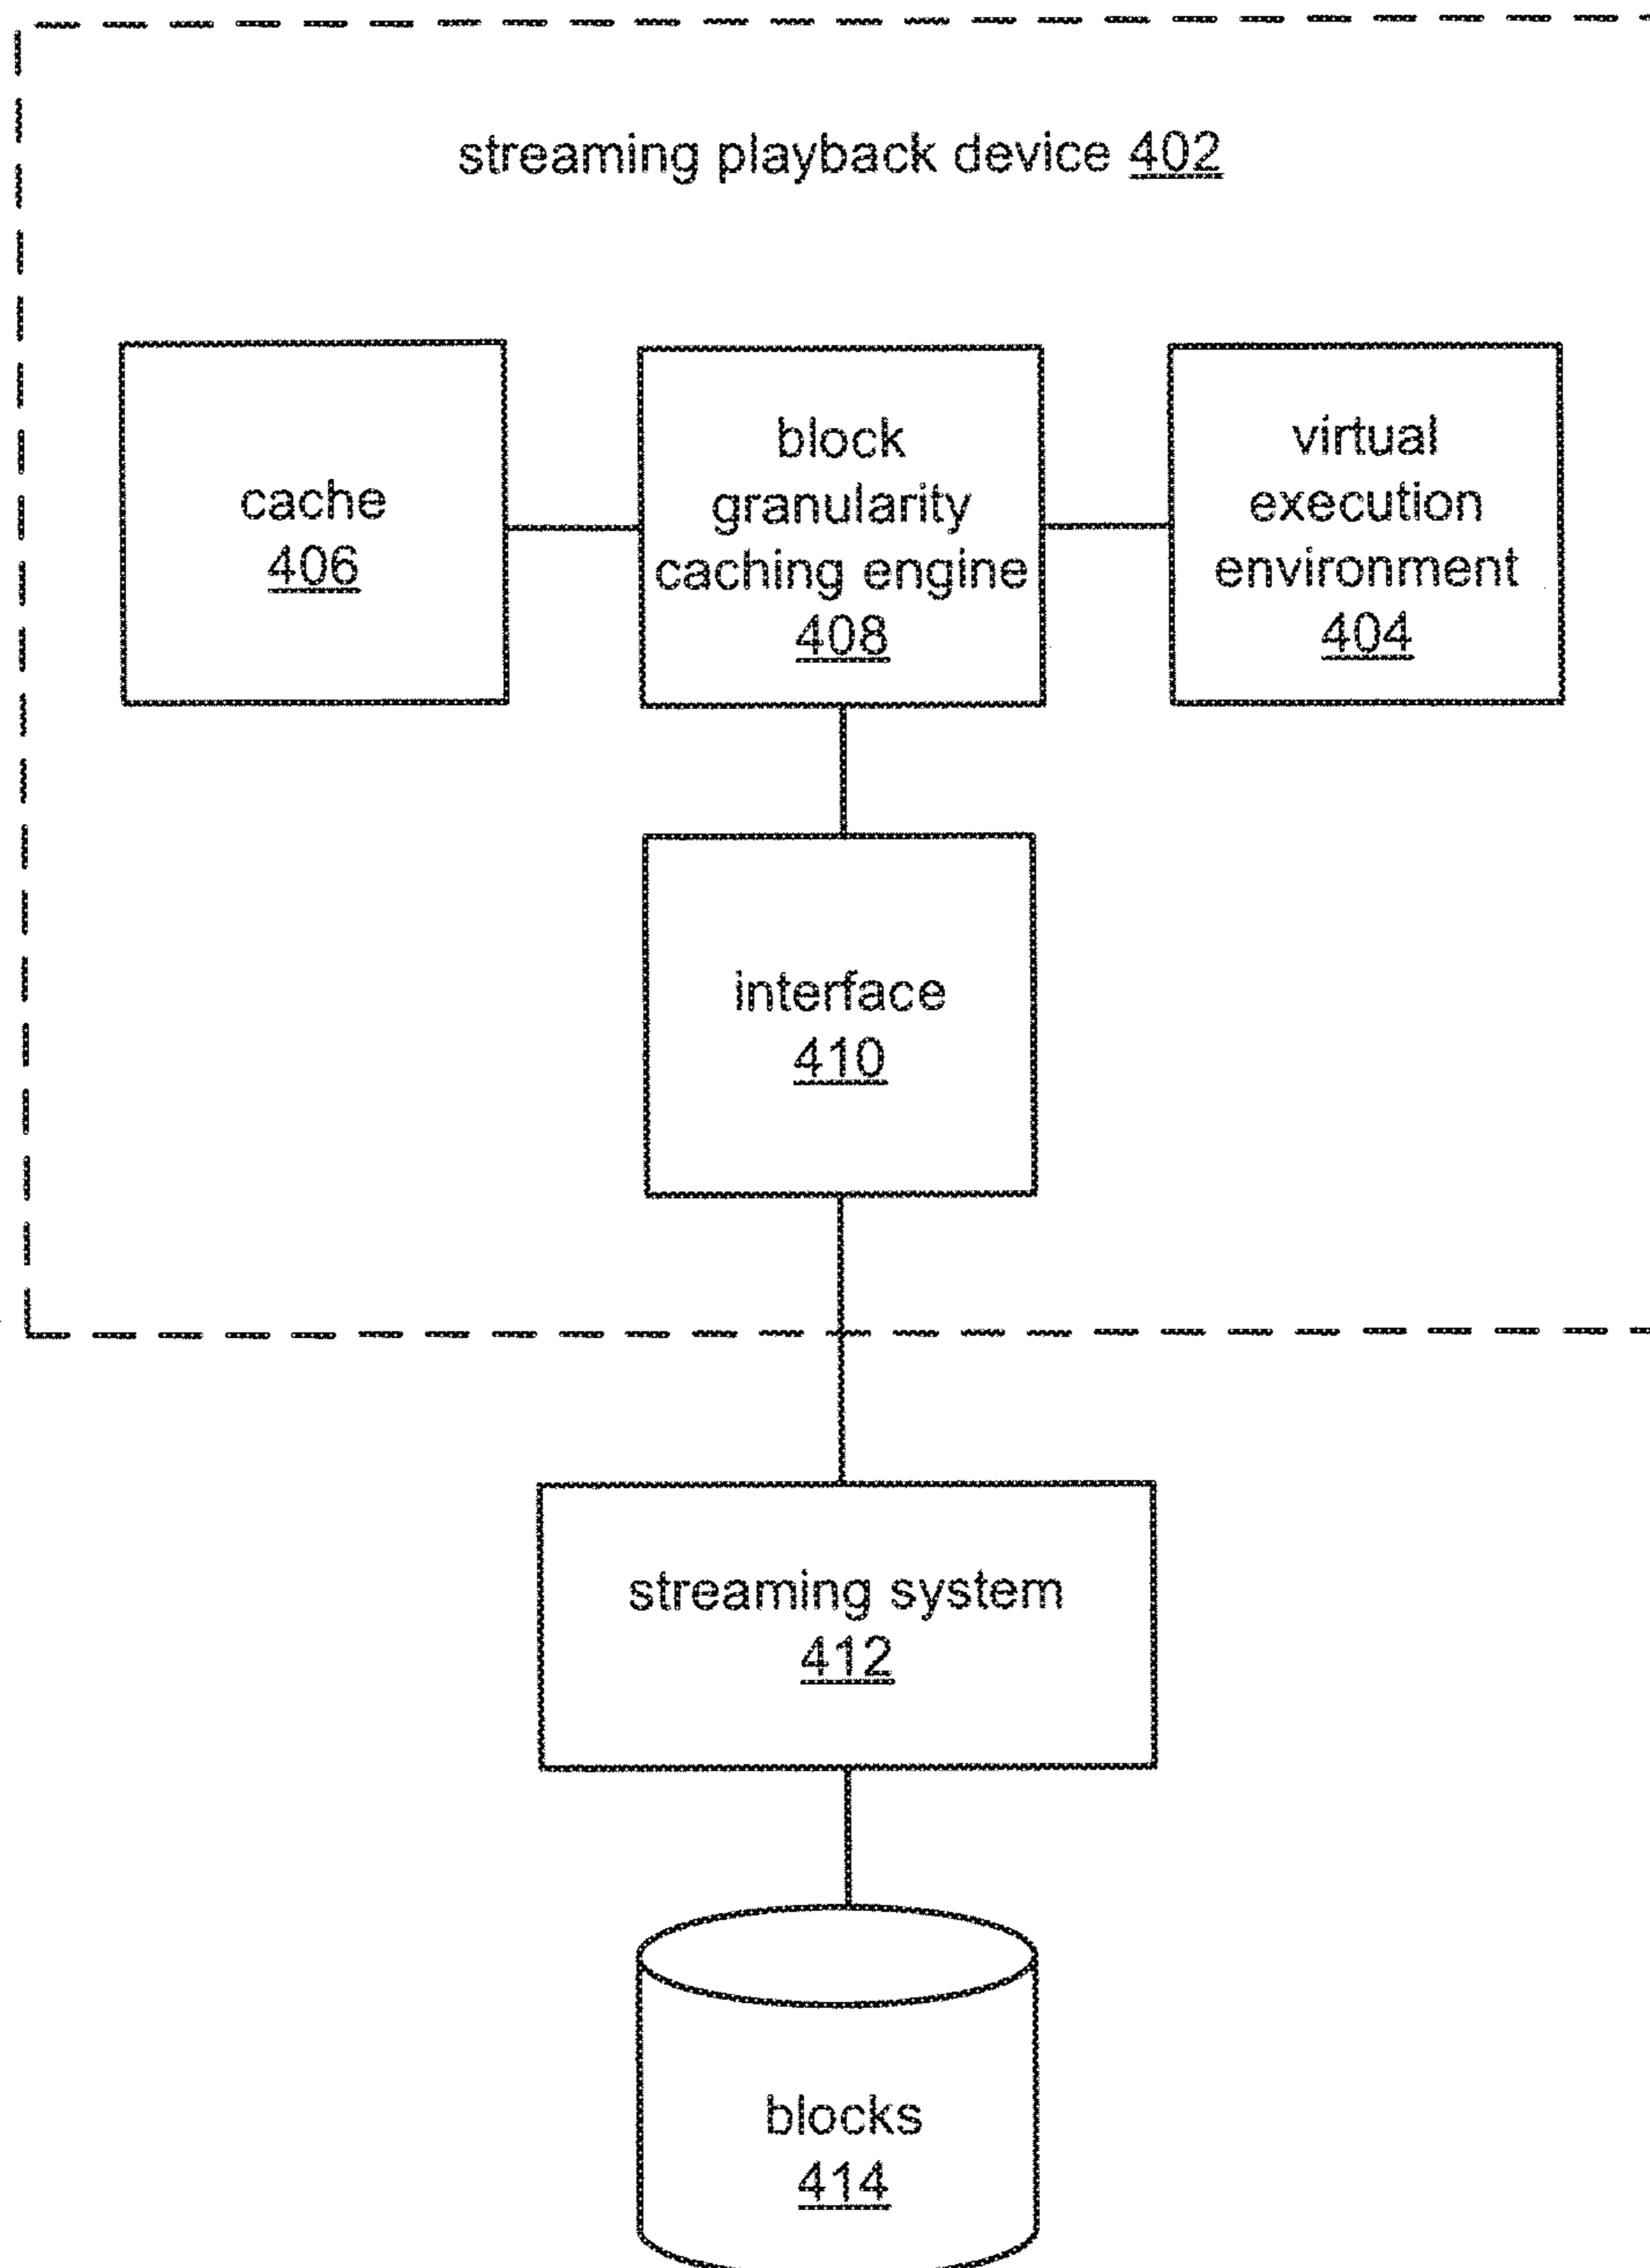 streaming playback device 402
cache
406
block
granularity
caching engine
408
virtual
execution
environment
404
interface
410
streaming system
412
blocks
414